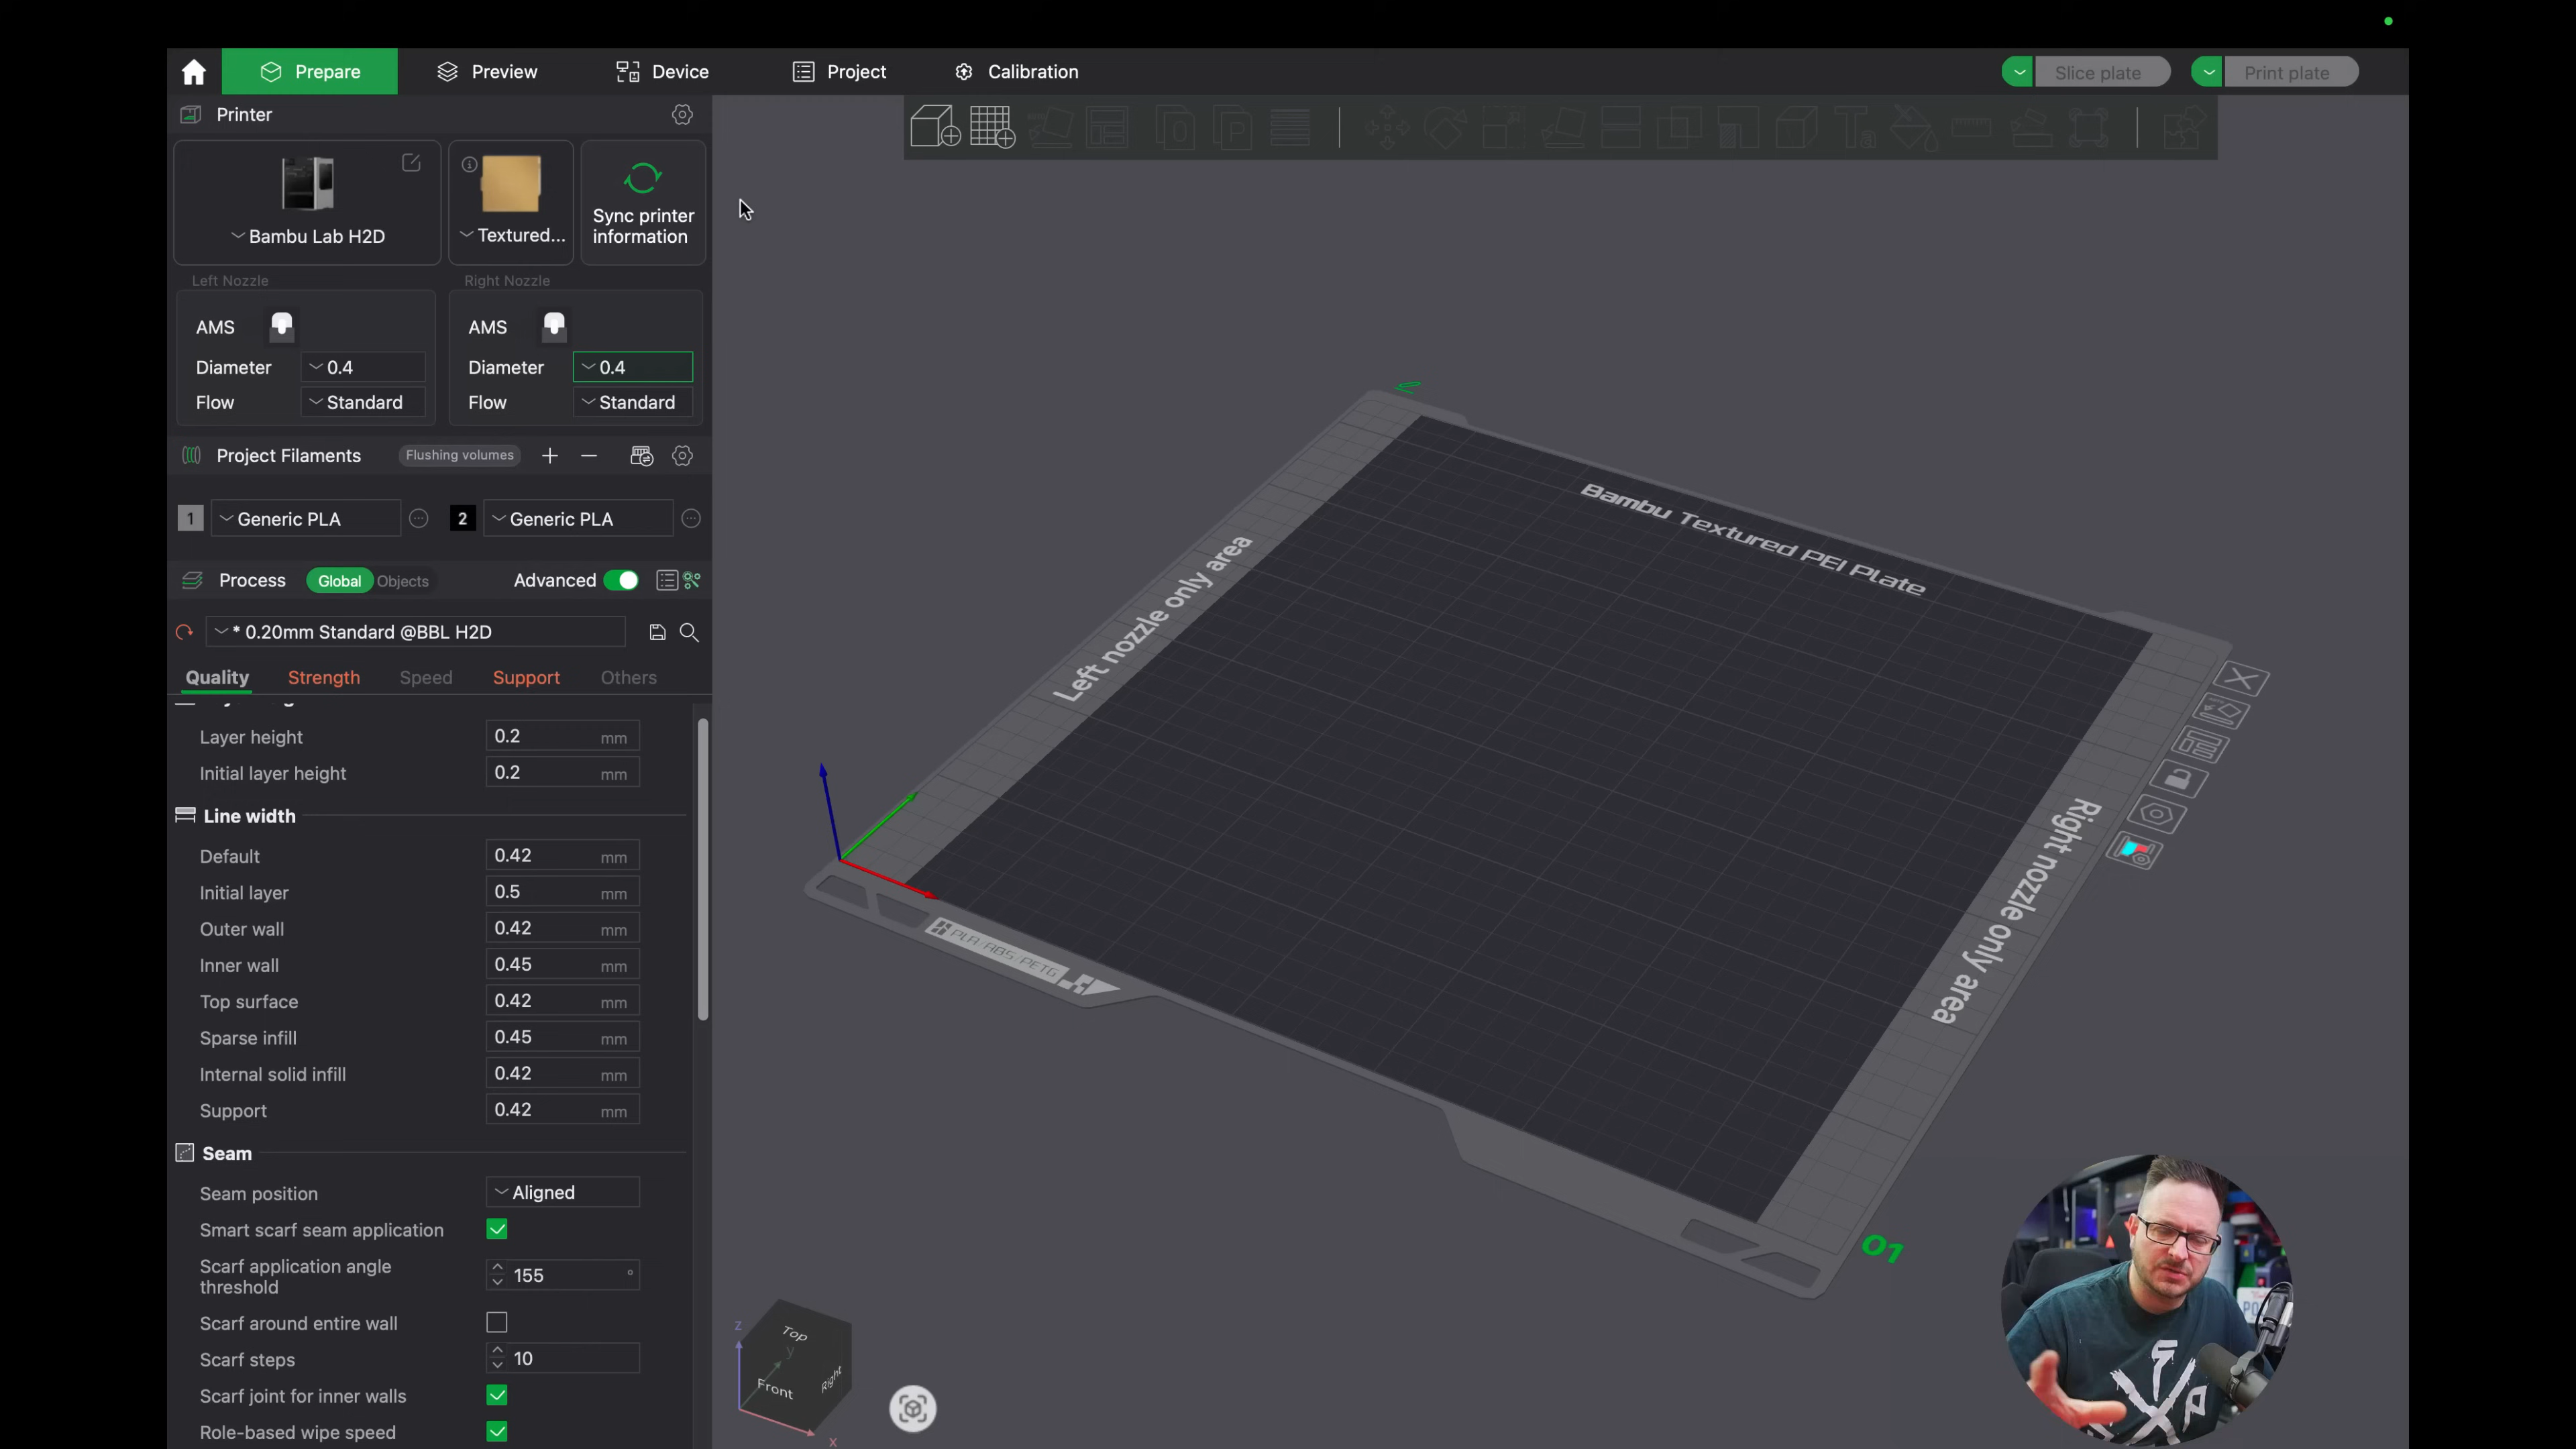 Prepare
Preview
Device
Project
Calibration
Slice plate
Print plate
Printer
Bambu Lab H2D
Textured...
Sync printer
information
Left Nozzle
Right Nozzle
AMS
AMS
Diameter
0.4
Diameter
0.4
Flow
Standard
Flow
Standard
Project Filaments
Flushing volumes
1
Generic PLA
2
Generic PLA
Process
Global
Objects
Advanced
* 0.20mm Standard @BBL H2D
Quality
Strength
Speed
Support
Others
Layer height
0.2 mm
Initial layer height
0.2 mm
Line width
Default
0.42 mm
Initial layer
0.5 mm
Outer wall
0.42 mm
Inner wall
0.45 mm
Top surface
0.42 mm
Sparse infill
0.45 mm
Internal solid infill
0.42 mm
Support
0.42 mm
Seam
Seam position
Aligned
Smart scarf seam application
Scarf application angle
threshold
155 °
Scarf around entire wall
Scarf steps
10
Scarf joint for inner walls
Role-based wipe speed
Bambu Textured PEI Plate
Left nozzle only area
Right nozzle only area
PLA/ABS/PETG
01
Top
Front
Right
z
y
x